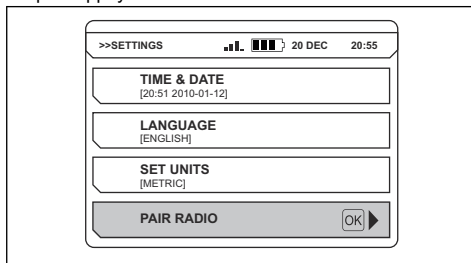 >>SETTINGS 20 DEC 20:55
TIME & DATE
[20:51 2010-01-12]
LANGUAGE
[ENGLISH]
SET UNITS
[METRIC]
PAIR RADIO OK